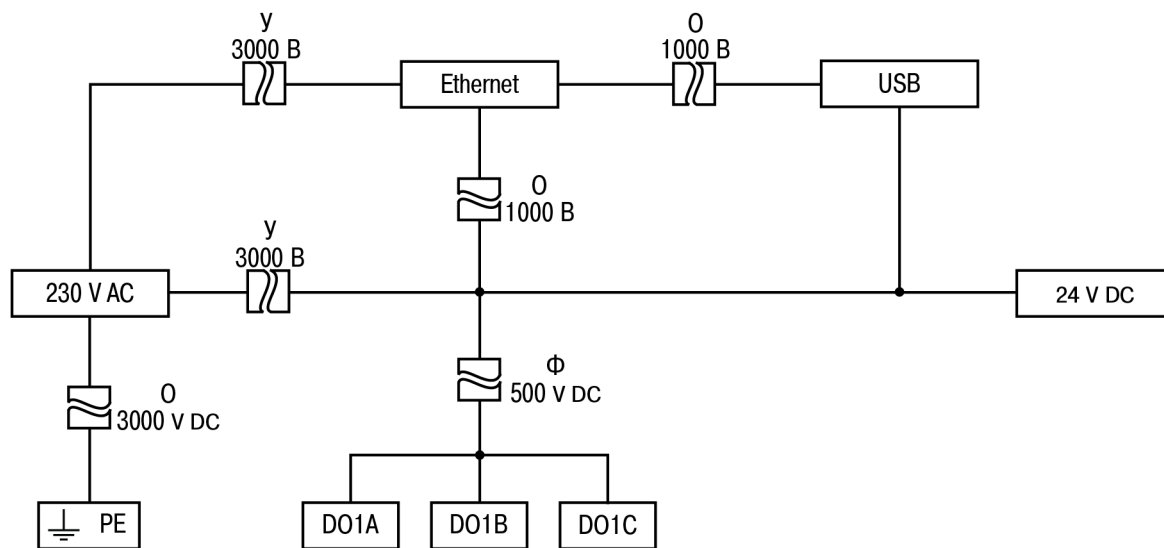 У
3000 В
Ethernet
О
1000 В
USB
О
1000 В
У
3000 В
230 V AC
24 V DC
Ф
500 V DC
О
3000 V DC
PE
DO1A
DO1B
DO1C